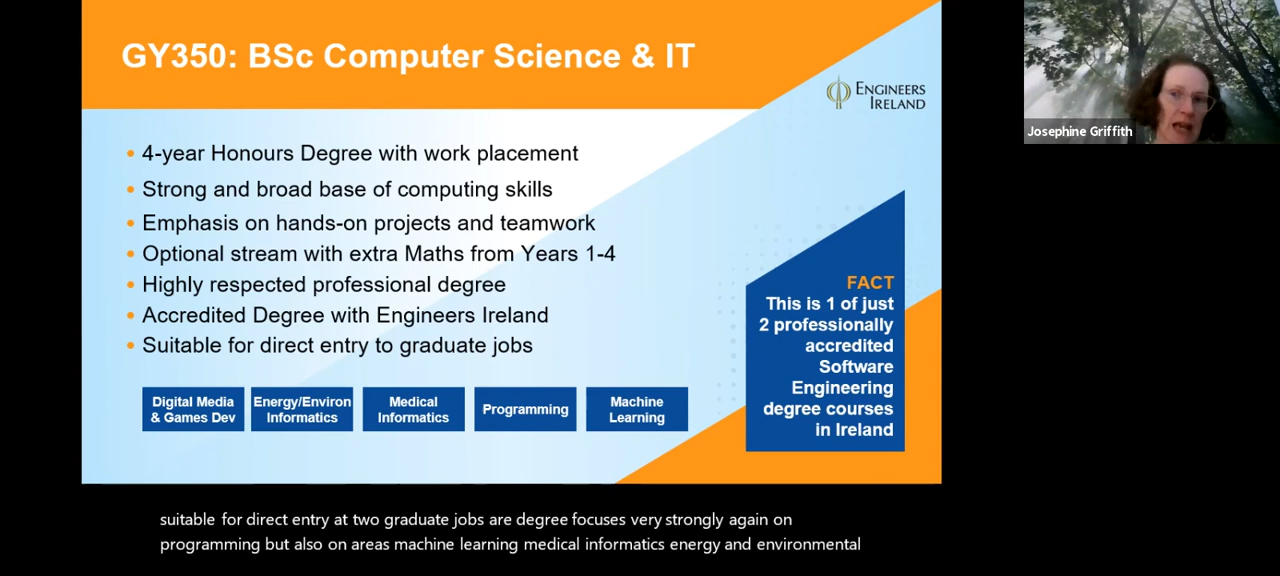 GY350: BSc Computer Science & IT
ENGINEERS
IRELAND
Josephine Griffith
• 4-year Honours Degree with work placement
• Strong and broad base of computing skills
• Emphasis on hands-on projects and teamwork
• Optional stream with extra Maths from Years 1-4
• Highly respected professional degree
• Accredited Degree with Engineers Ireland
• Suitable for direct entry to graduate jobs
FACT
This is 1 of just
2 professionally
accredited
Software
Engineering
degree courses
in Ireland
Digital Media
& Games Dev
Energy/Environ
Informatics
Medical
Informatics
Programming
Machine
Learning
suitable for direct entry at two graduate jobs are degree focuses very strongly again on
programming but also on areas machine learning medical informatics energy and environmental